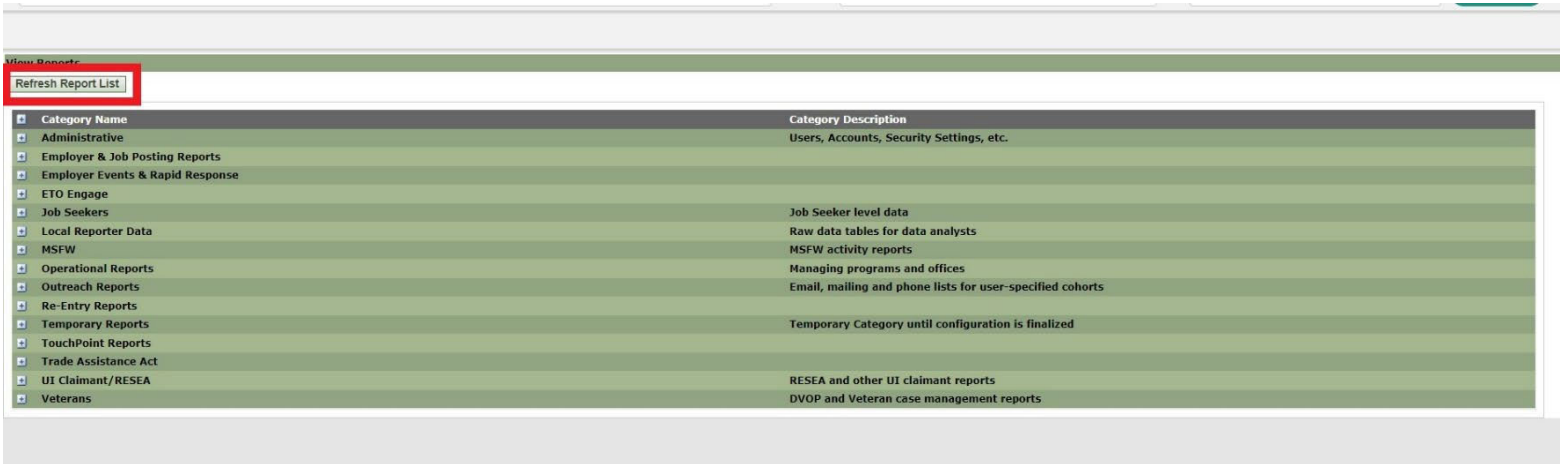 View Reports
Refresh Report List
Category Name Category Description
Administrative Users, Accounts, Security Settings, etc.
Employer & Job Posting Reports
Employer Events & Rapid Response
ETO Engage
Job Seekers Job Seeker level data
Local Reporter Data Raw data tables for data analysts
MSFW MSFW activity reports
Operational Reports Managing programs and offices
Outreach Reports Email, mailing and phone lists for user-specified cohorts
Re-Entry Reports
Temporary Reports Temporary Category until configuration is finalized
TouchPoint Reports
Trade Assistance Act
UI Claimant/RESEA RESEA and other UI claimant reports
Veterans DVOP and Veteran case management reports